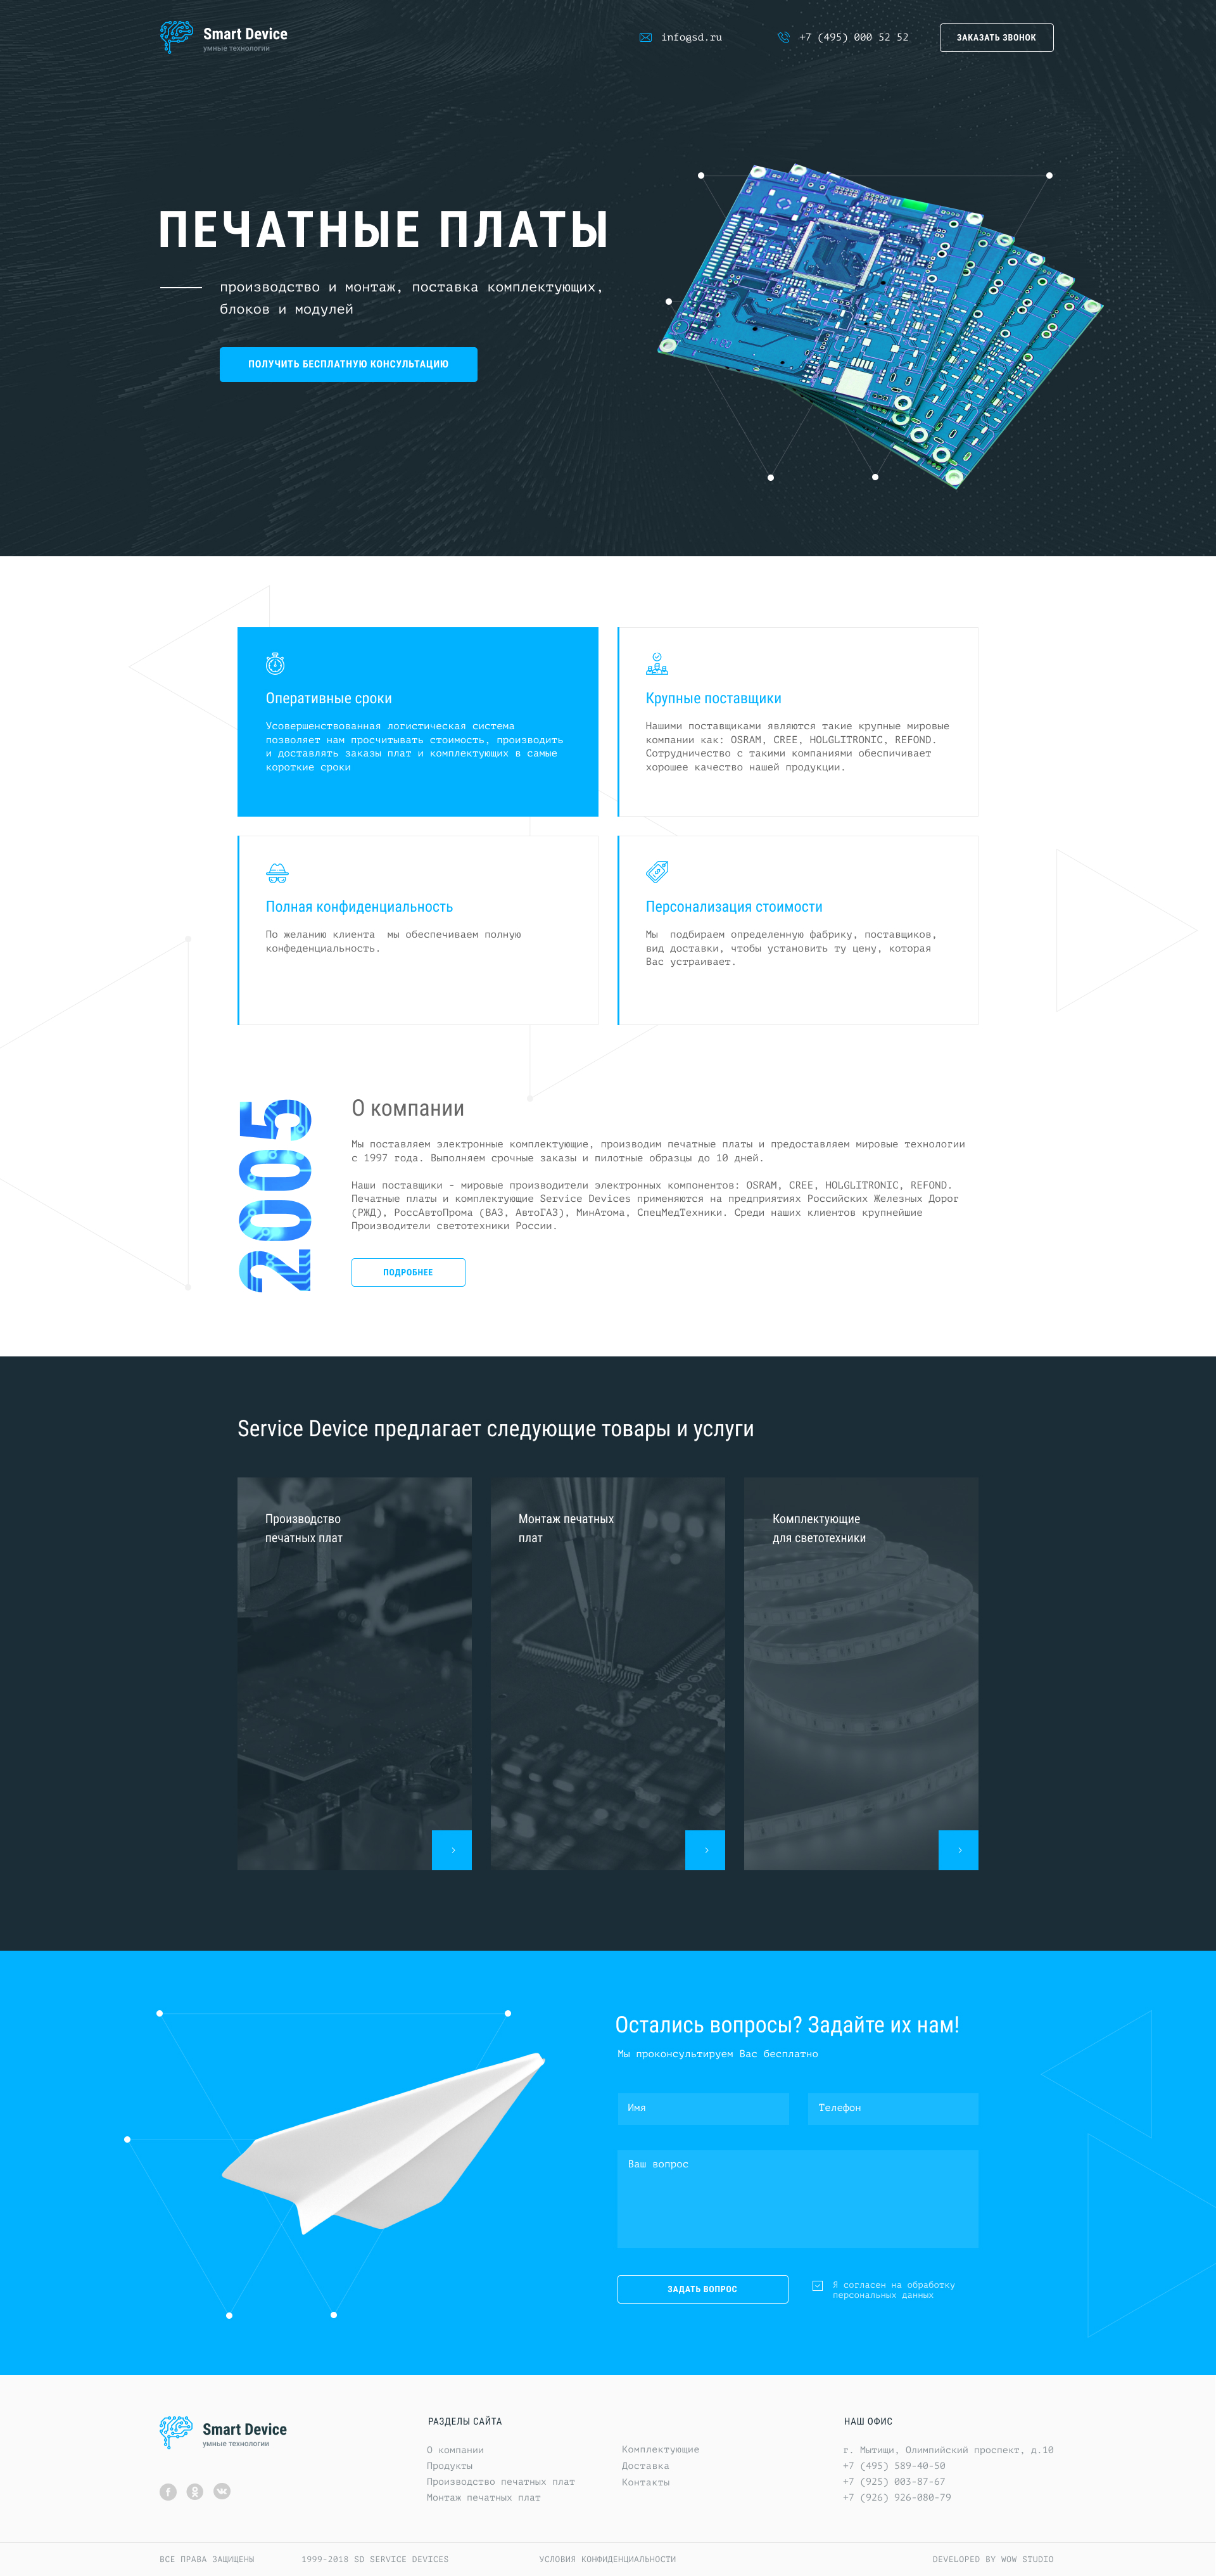 Smart Device
умные технологии
info@sd.ru
+7 (495) 000 52 52
ЗАКАЗАТЬ ЗВОНОК
ПЕЧАТНЫЕ ПЛАТЫ
производство и монтаж, поставка комплектующих,
блоков и модулей
ПОЛУЧИТЬ БЕСПЛАТНУЮ КОНСУЛЬТАЦИЮ
Оперативные сроки
Усовершенствованная логистическая система
позволяет нам просчитывать стоимость, производить
и доставлять заказы плат и комплектующих в самые
короткие сроки
Крупные поставщики
Нашими поставщиками являются такие крупные мировые
компании как: OSRAM, CREE, HOLGLITRONIC, REFOND.
Сотрудничество с такими компаниями обеспичивает
хорошее качество нашей продукции.
Полная конфиденциальность
По желанию клиента  мы обеспечиваем полную
конфеденциальность.
Персонализация стоимости
Мы  подбираем определенную фабрику, поставщиков,
вид доставки, чтобы установить ту цену, которая
Вас устраивает.
2005
О компании
Мы поставляем электронные комплектующие, производим печатные платы и предоставляем мировые технологии
с 1997 года. Выполняем срочные заказы и пилотные образцы до 10 дней.
Наши поставщики - мировые производители электронных компонентов: OSRAM, CREE, HOLGLITRONIC, REFOND.
Печатные платы и комплектующие Service Devices применяются на предприятиях Российских Железных Дорог
(РЖД), РоссАвтоПрома (ВАЗ, АвтоГАЗ), МинАтома, СпецМедТехники. Среди наших клиентов крупнейшие
Производители светотехники России.
ПОДРОБНЕЕ
Service Device предлагает следующие товары и услуги
Производство
печатных плат
Монтаж печатных
плат
TP20
Комплектующие
для светотехники
Остались вопросы? Задайте их нам!
Мы проконсультируем Вас бесплатно
Имя
Телефон
Ваш вопрос
ЗАДАТЬ ВОПРОС
Я согласен на обработку
персональных данных
Smart Device
умные технологии
РАЗДЕЛЫ САЙТА
О компании
Продукты
Производство печатных плат
Монтаж печатных плат
Комплектующие
Доставка
Контакты
НАШ ОФИС
г. Мытищи, Олимпийский проспект, д.10
+7 (495) 589-40-50
+7 (925) 003-87-67
+7 (926) 926-080-79
ВСЕ ПРАВА ЗАЩИЩЕНЫ
1999-2018 SD SERVICE DEVICES
УСЛОВИЯ КОНФИДЕНЦИАЛЬНОСТИ
DEVELOPED BY WOW STUDIO